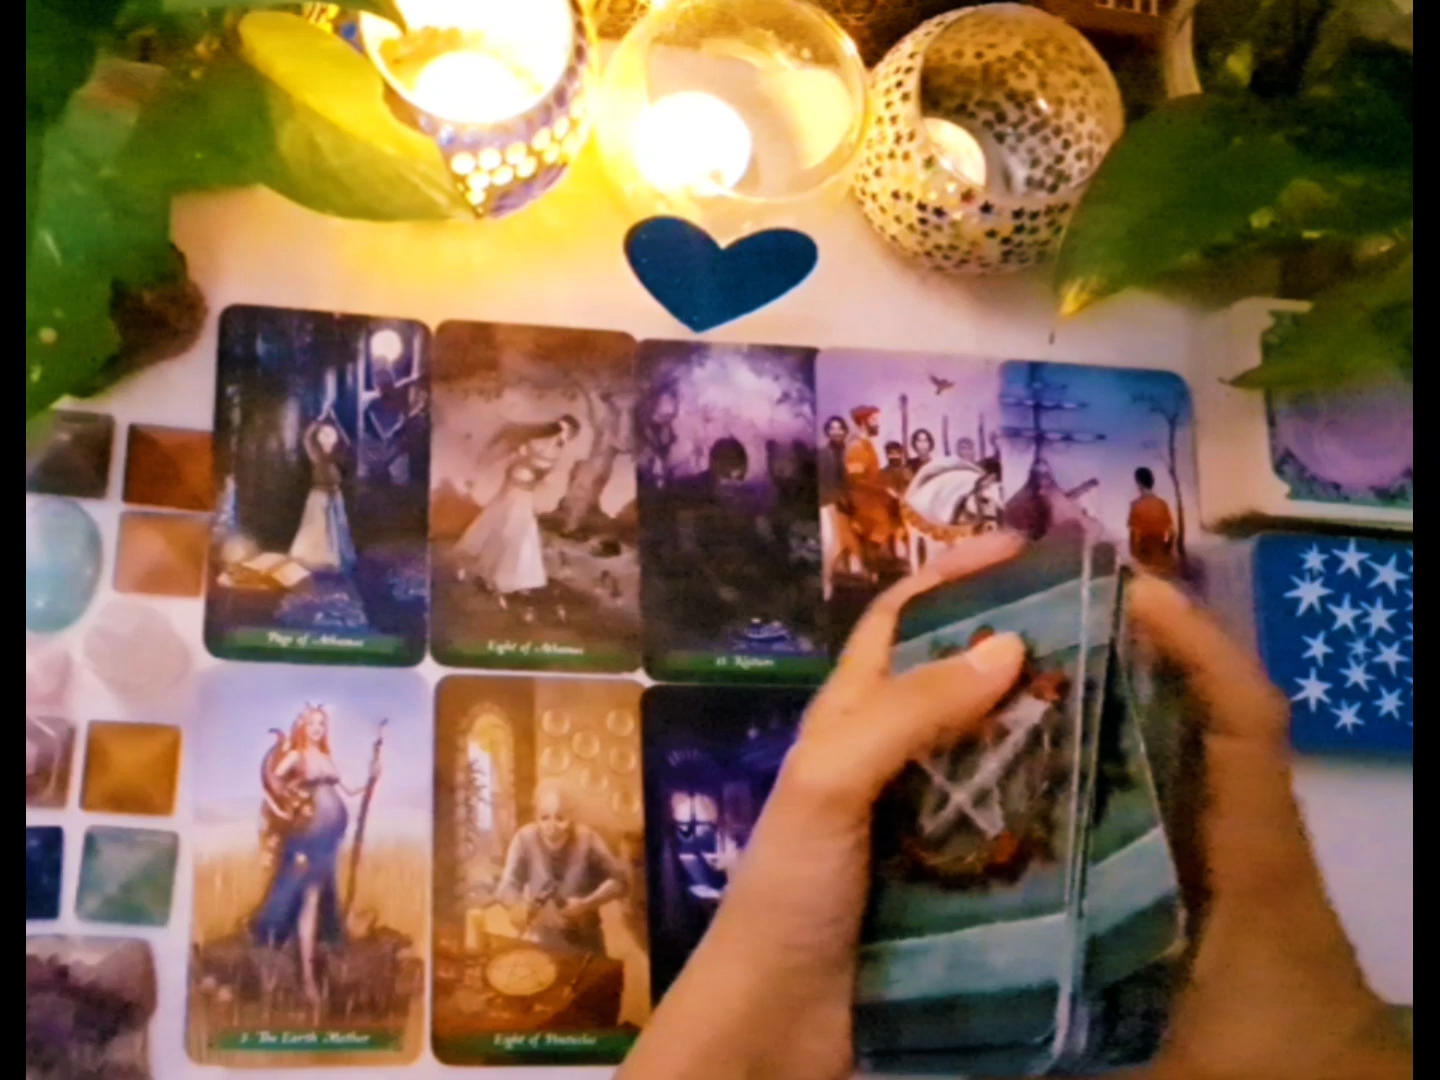 Page of Athames
Eight of Athames
3. The Earth Mother
Eight of Pentacles